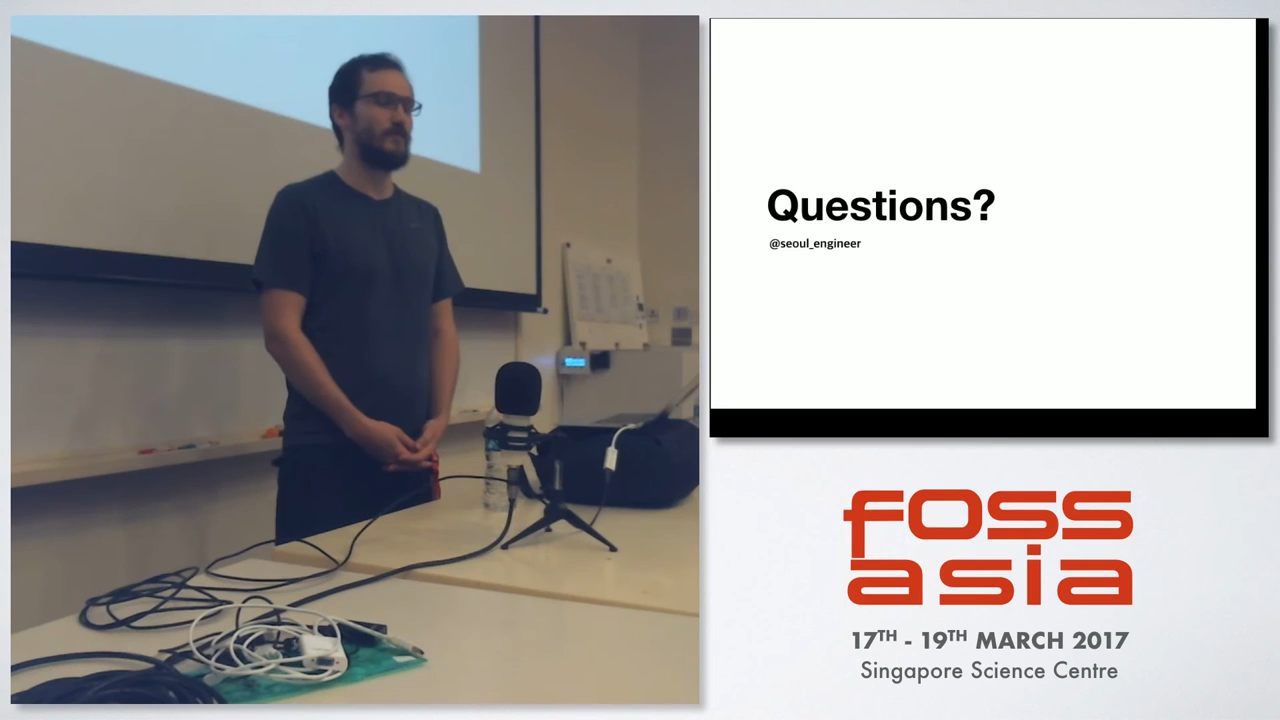 Questions?
@seoul_engineer
foss
asia
17TH - 19TH MARCH 2017
Singapore Science Centre